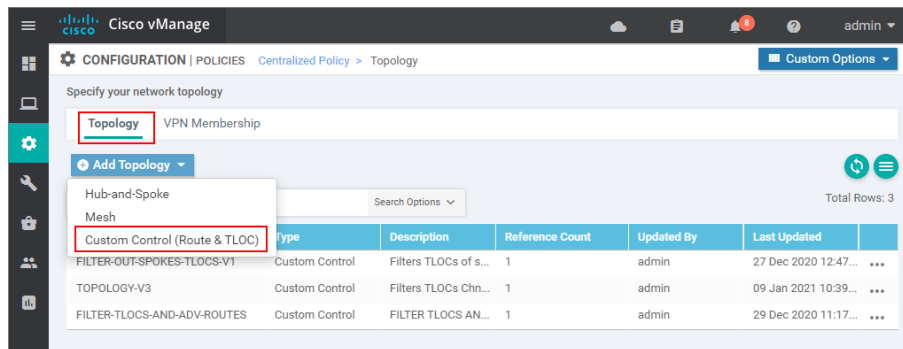 cisco Cisco vManage 8 admin
CONFIGURATION | POLICIES Centralized Policy > Topology Custom Options
Specify your network topology
Topology VPN Membership
Add Topology
Hub-and-Spoke
Search Options Total Rows: 3
Mesh
Custom Control (Route & TLOC)
Type Description Reference Count Updated By Last Updated
FILTER-OUT-SPOKES-TLOCS-V1 Custom Control Filters TLOCs of s... 1 admin 27 Dec 2020 12:47...
TOPOLOGY-V3 Custom Control Filters TLOCs Chn... 1 admin 09 Jan 2021 10:39...
FILTER-TLOCS-AND-ADV-ROUTES Custom Control FILTER TLOCS AN... 1 admin 29 Dec 2020 11:17...